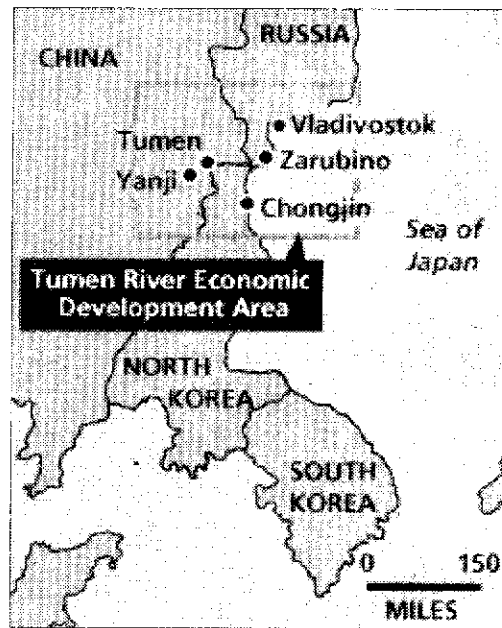 RUSSIA
CHINA
Vladivostok
Tumen
Zarubino
Yanji
Chongjin
Sea of
Japan
Tumen River Economic
Development Area
NORTH
KOREA
SOUTH
KOREA
0 150
MILES